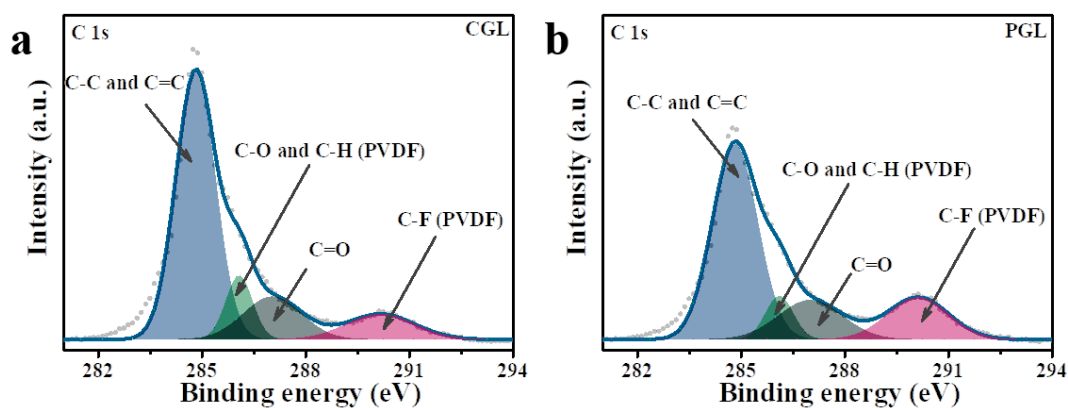 a
C 1s
CGL
C-C and C=C
C-O and C-H (PVDF)
C-F (PVDF)
C=O
Intensity (a.u.)
282 285 288 291 294
Binding energy (eV)
b
C 1s
PGL
C-C and C=C
C-O and C-H (PVDF)
C-F (PVDF)
C=O
Intensity (a.u.)
282 285 288 291 294
Binding energy (eV)